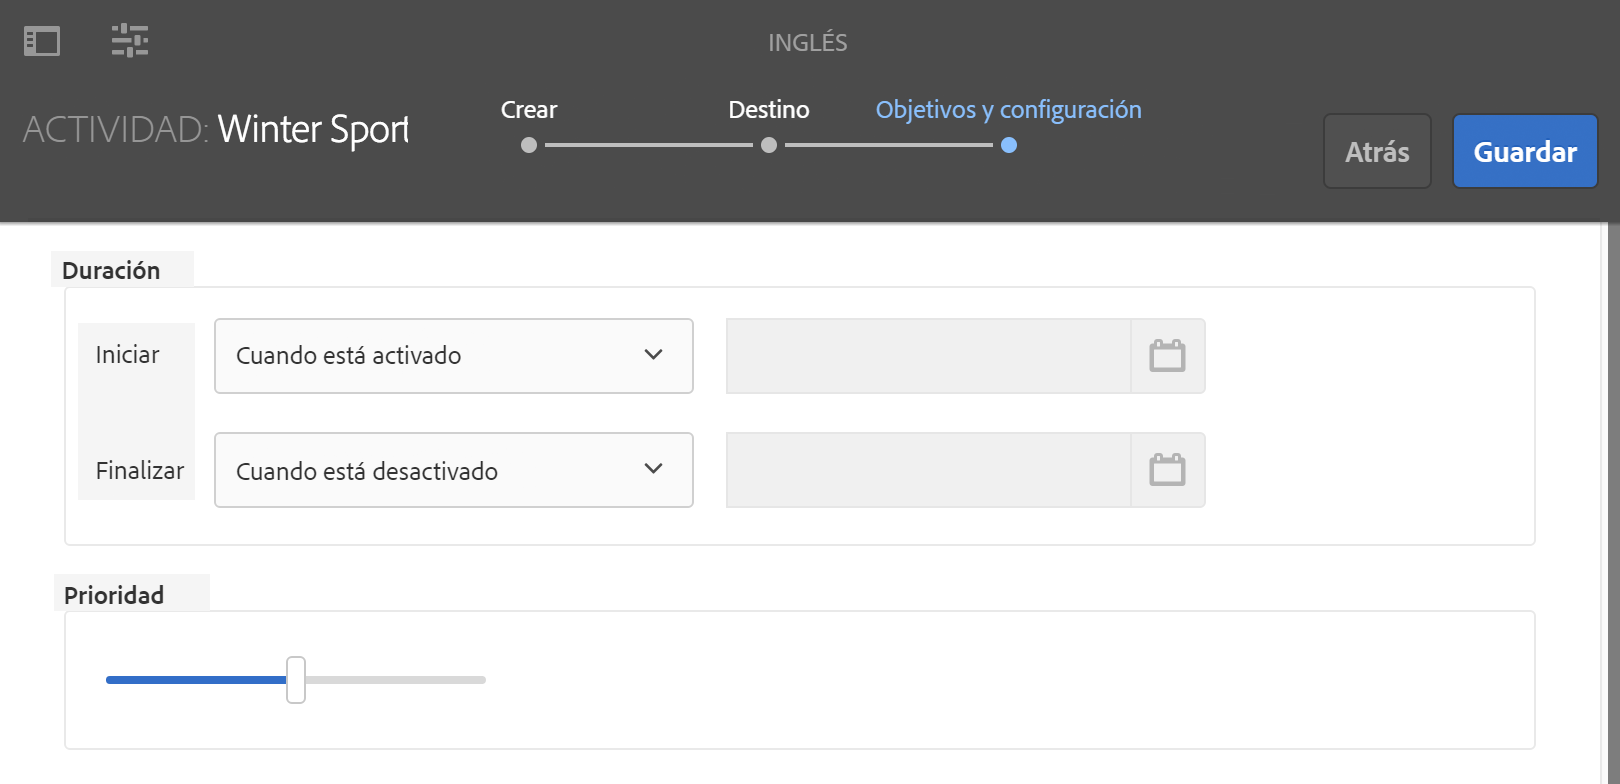 INGLÉS
ACTIVIDAD: Winter Sport
Crear
Destino
Objetivos y configuración
Atrás
Guardar
Duración
Iniciar
Cuando está activado
Finalizar
Cuando está desactivado
Prioridad